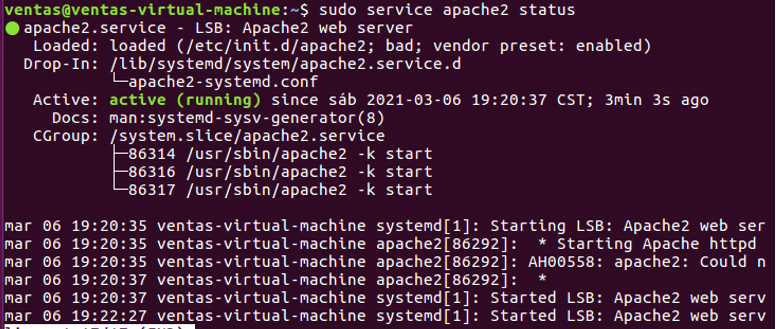 ventas@ventas-virtual-machine:~$ sudo service apache2 status
● apache2.service - LSB: Apache2 web server
Loaded: loaded (/etc/init.d/apache2; bad; vendor preset: enabled)
Drop-In: /lib/systemd/system/apache2.service.d
└─apache2-systemd.conf
Active: active (running) since sáb 2021-03-06 19:20:37 CST; 3min 3s ago
Docs: man:systemd-sysv-generator(8)
CGroup: /system.slice/apache2.service
├─86314 /usr/sbin/apache2 -k start
├─86316 /usr/sbin/apache2 -k start
└─86317 /usr/sbin/apache2 -k start
mar 06 19:20:35 ventas-virtual-machine systemd[1]: Starting LSB: Apache2 web ser
mar 06 19:20:35 ventas-virtual-machine apache2[86292]:  * Starting Apache httpd
mar 06 19:20:35 ventas-virtual-machine apache2[86292]: AH00558: apache2: Could n
mar 06 19:20:37 ventas-virtual-machine apache2[86292]:  *
mar 06 19:20:37 ventas-virtual-machine systemd[1]: Started LSB: Apache2 web serv
mar 06 19:22:27 ventas-virtual-machine systemd[1]: Started LSB: Apache2 web serv